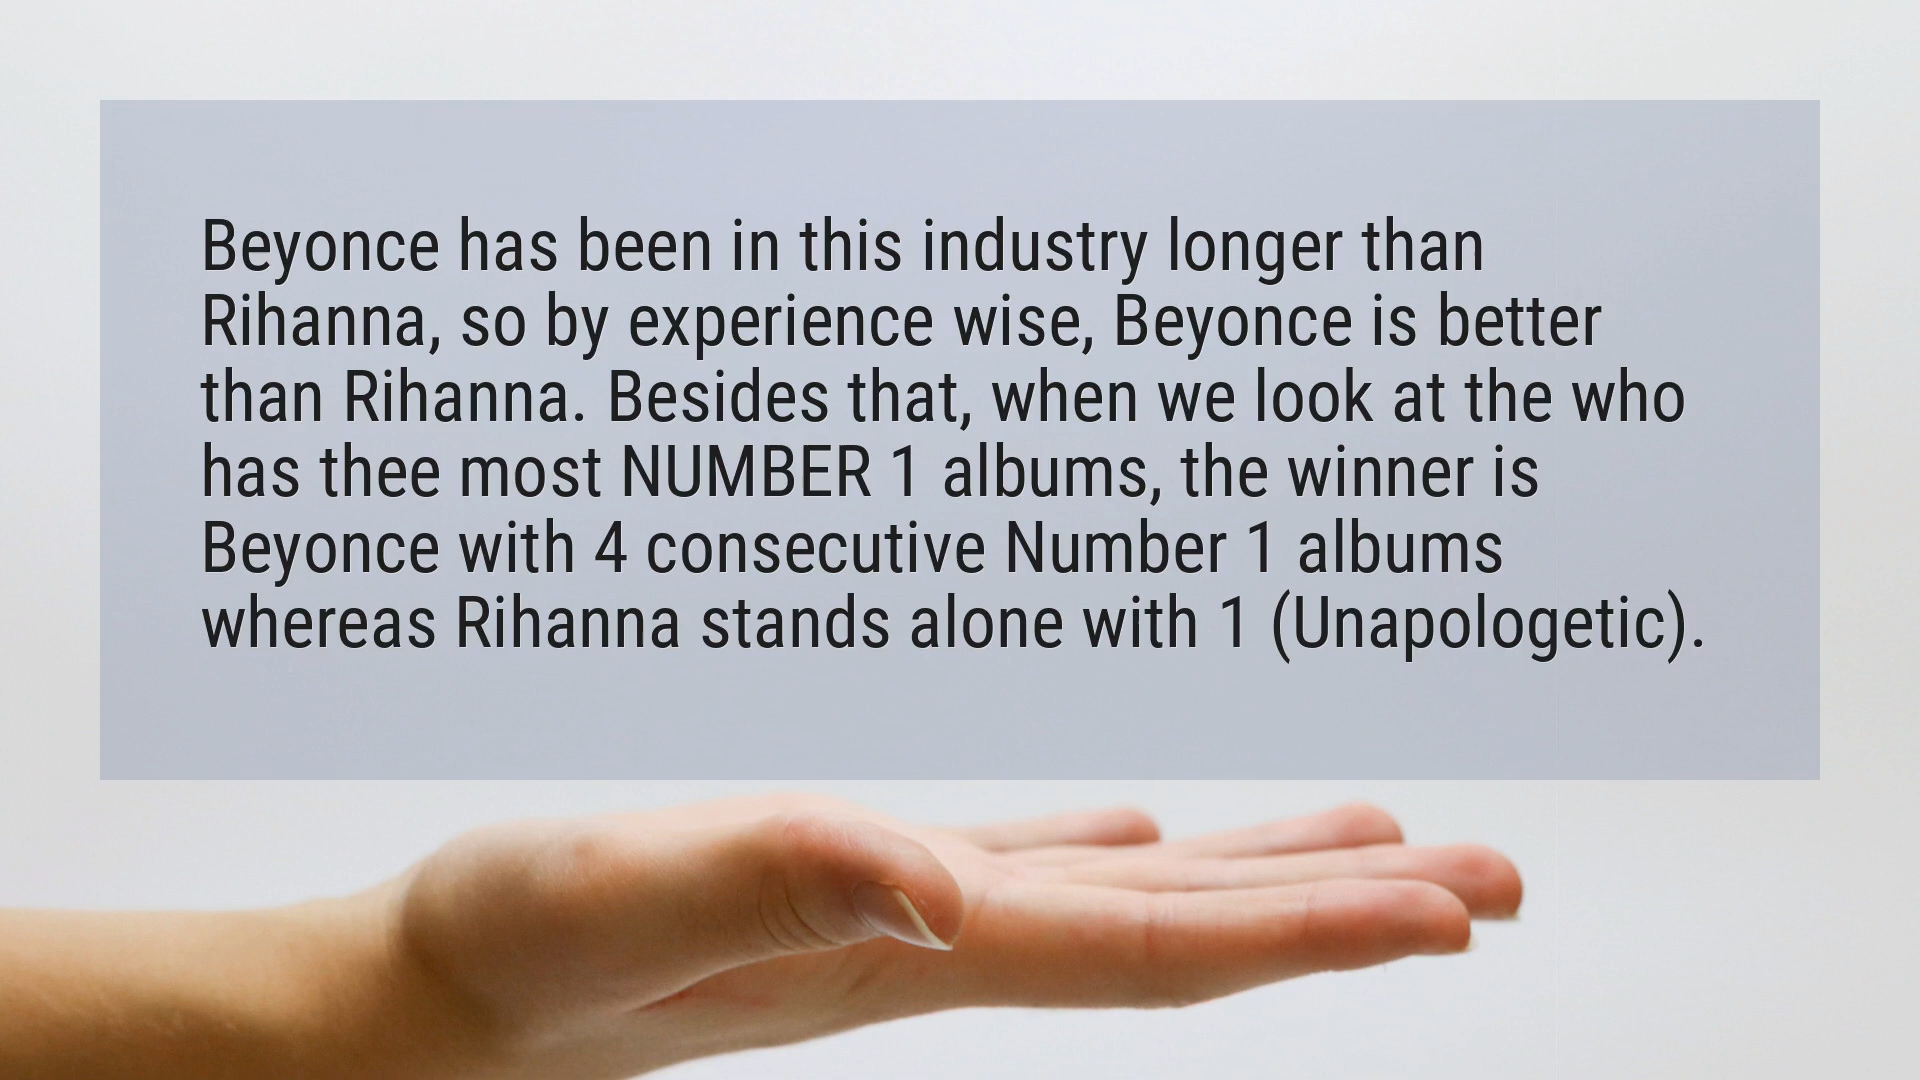 Beyonce has been in this industry longer than
Rihanna, so by experience wise, Beyonce is better
than Rihanna. Besides that, when we look at the who
has thee most NUMBER 1 albums, the winner is
Beyonce with 4 consecutive Number 1 albums
whereas Rihanna stands alone with 1 (Unapologetic).